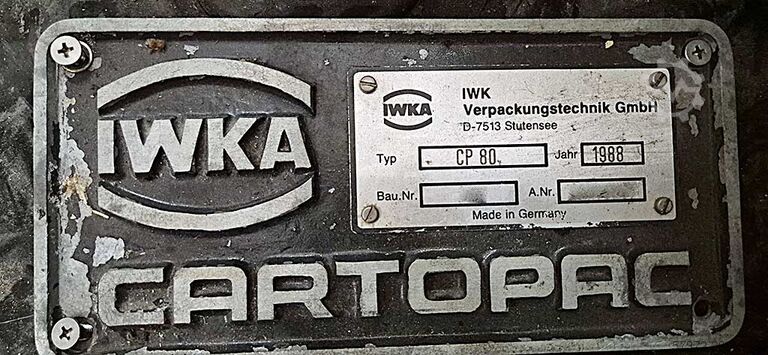 IWKA
IWKA
IWK
Verpackungstechnik GmbH
D-7513 Stutensee
Typ CP 80 Jahr 1988
Bau.Nr. A.Nr.
Made in Germany
CARTOPAC